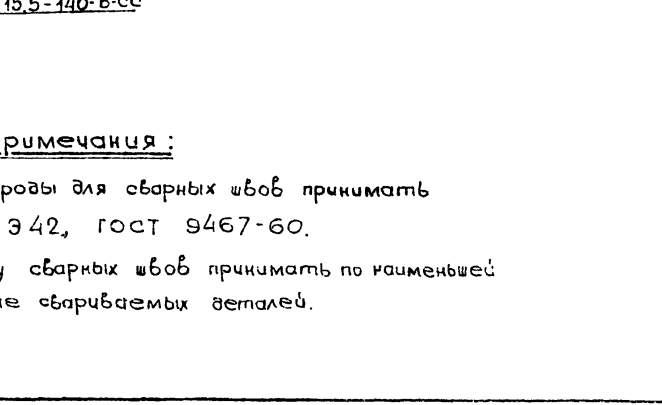 15.5-140-В-СС
римечания:
роды для сварных швов принимать
Э42, ГОСТ 9467-60.
у сварных швов принимать по наименьшей
не свариваемых деталей.